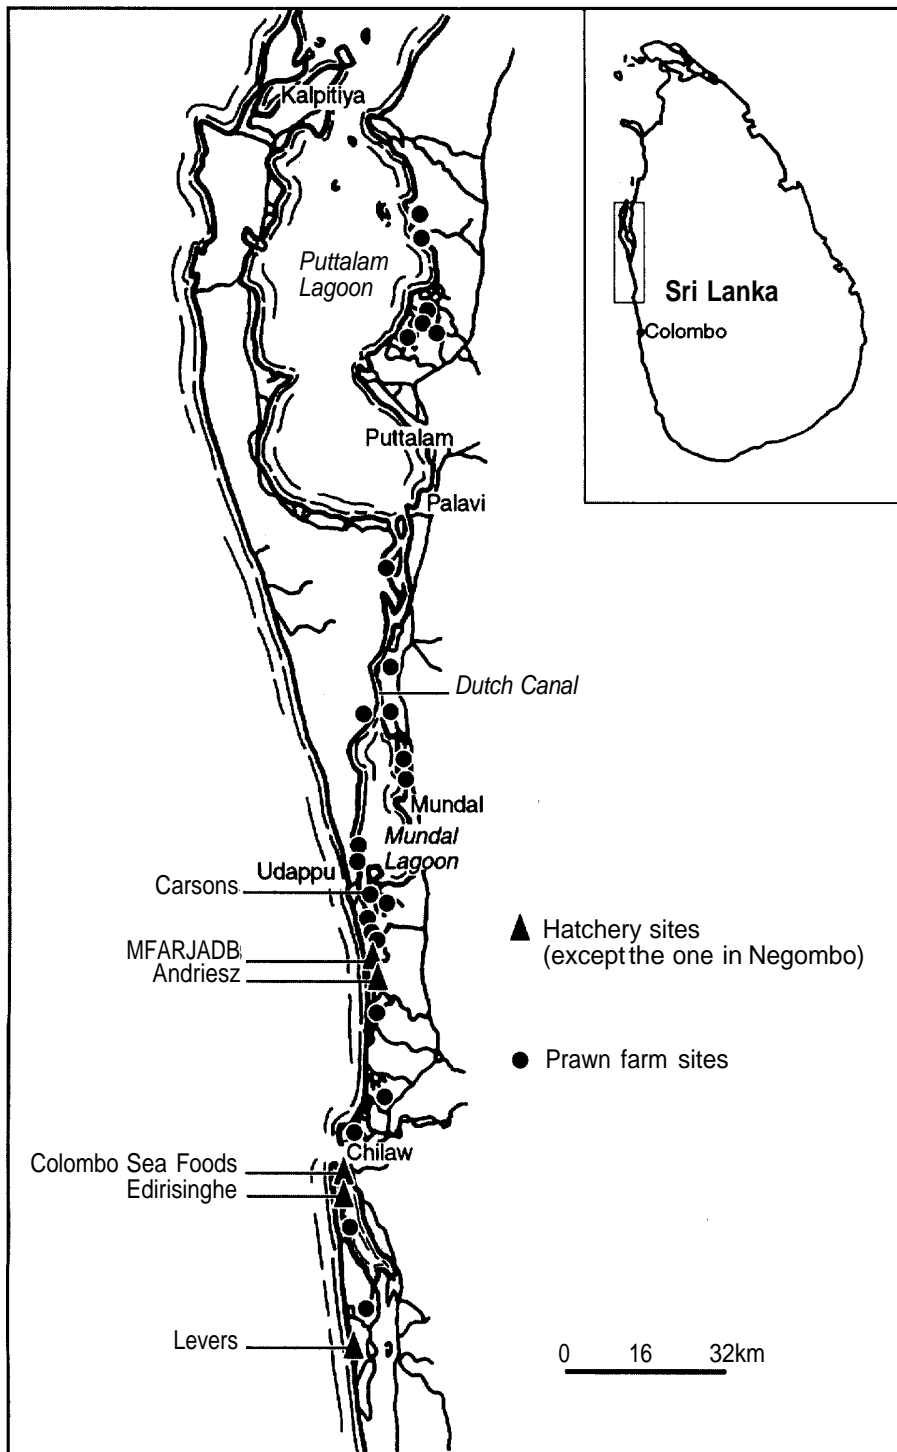 Kalpitiya
Puttalam
Lagoon
Sri Lanka
Colombo
Puttalam
Palavi
Dutch Canal
Mundal
Mundal
Lagoon
Udappu
Carsons
MFARJADB
Andriesz
Hatchery sites
(except the one in Negombo)
Prawn farm sites
Chilaw
Colombo Sea Foods
Edirisinghe
Levers
0 16 32km